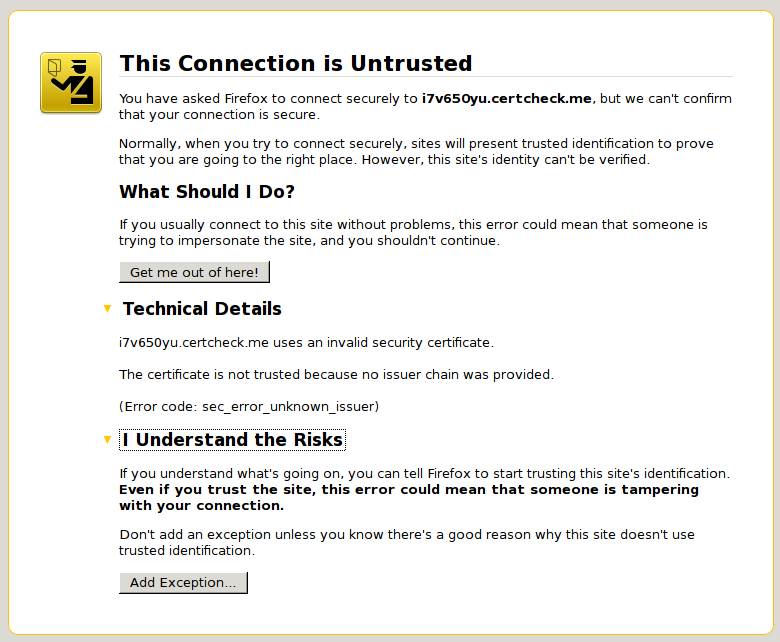 This Connection is Untrusted
You have asked Firefox to connect securely to i7v650yu.certcheck.me, but we can't confirm
that your connection is secure.
Normally, when you try to connect securely, sites will present trusted identification to prove
that you are going to the right place. However, this site's identity can't be verified.
What Should I Do?
If you usually connect to this site without problems, this error could mean that someone is
trying to impersonate the site, and you shouldn't continue.
Get me out of here!
Technical Details
i7v650yu.certcheck.me uses an invalid security certificate.
The certificate is not trusted because no issuer chain was provided.
(Error code: sec_error_unknown_issuer)
I Understand the Risks
If you understand what's going on, you can tell Firefox to start trusting this site's identification.
Even if you trust the site, this error could mean that someone is tampering
with your connection.
Don't add an exception unless you know there's a good reason why this site doesn't use
trusted identification.
Add Exception...